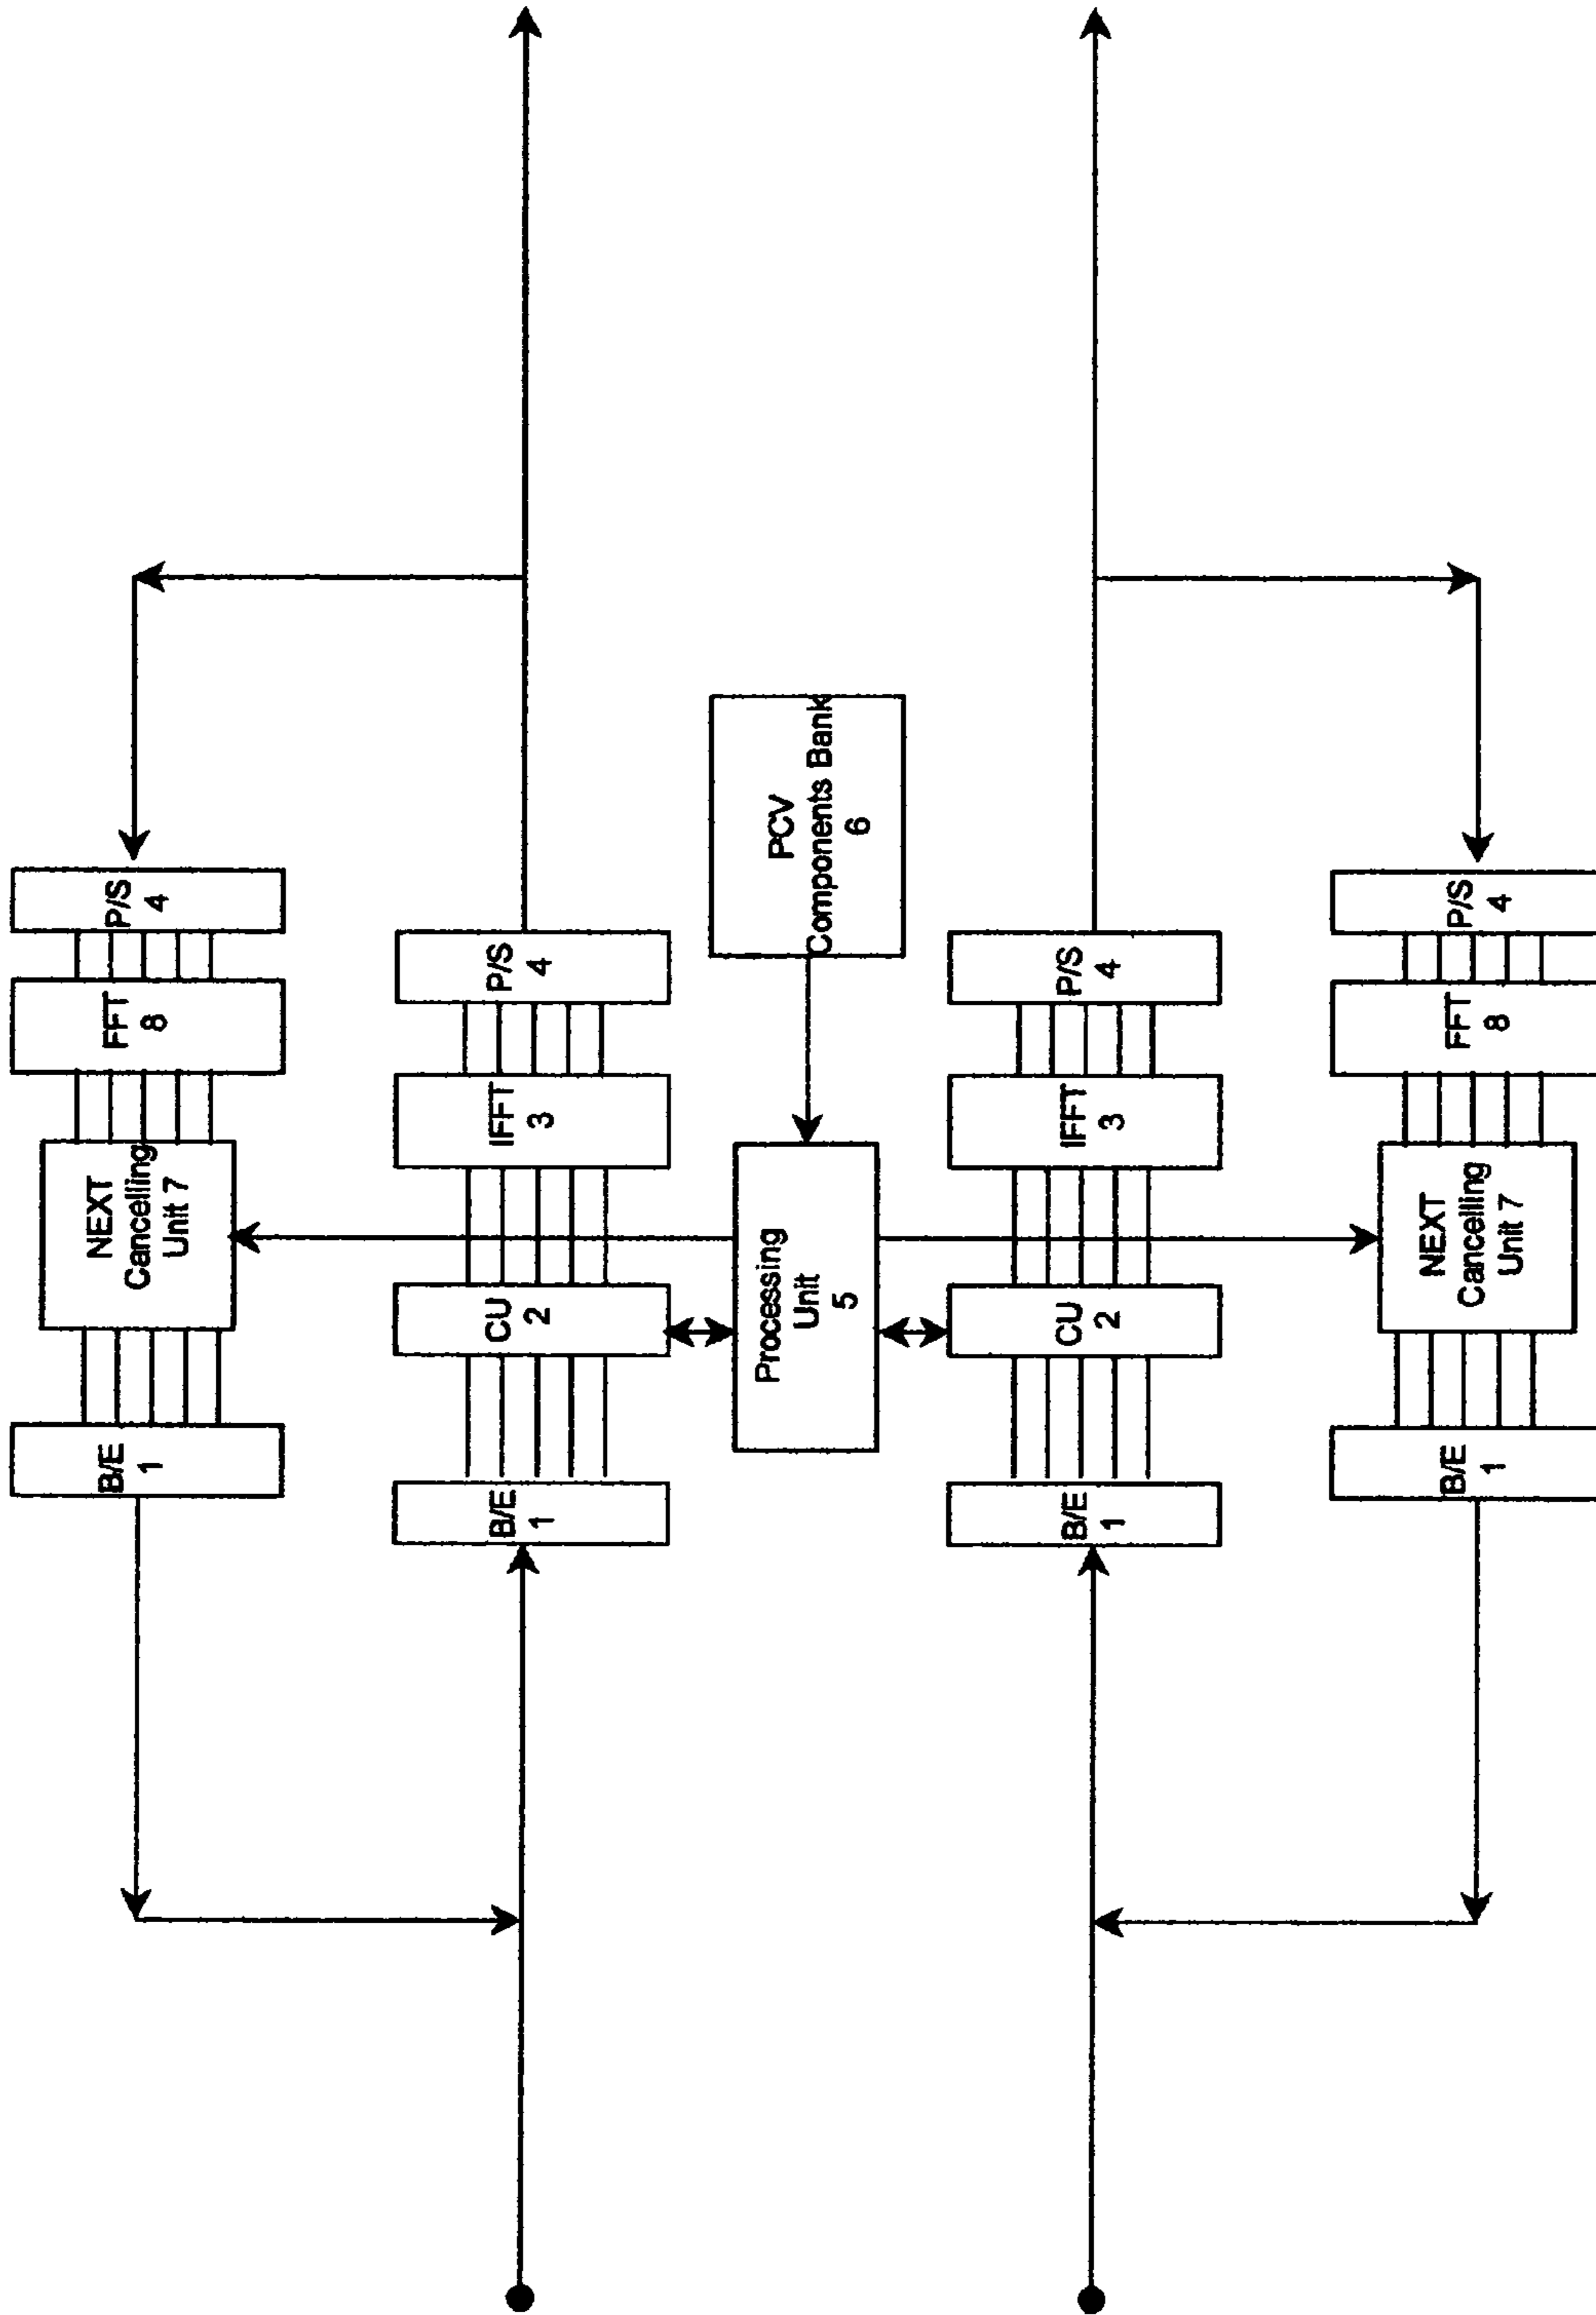 B/E
1
NEXT
Cancelling
Unit 7
FFT
8
P/S
4
B/E
1
CU
2
IFFT
3
P/S
4
Processing
Unit
5
PCV
Components Bank
6
B/E
1
CU
2
IFFT
3
P/S
4
B/E
1
NEXT
Cancelling
Unit 7
FFT
8
P/S
4